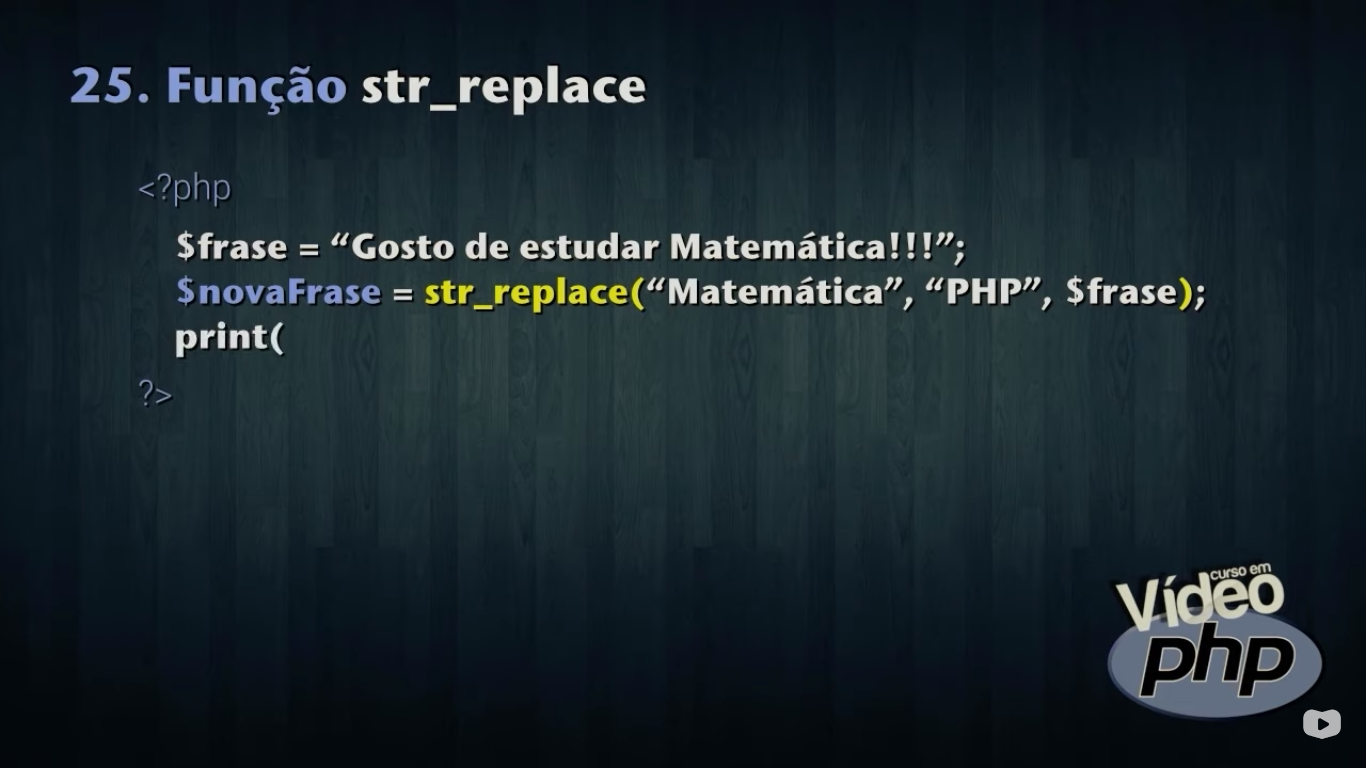 25. Função str_replace
<?php
$frase = “Gosto de estudar Matemática!!!”;
$novaFrase = str_replace(“Matemática”, “PHP”, $frase);
print(
?>
curso em
Vídeo
php